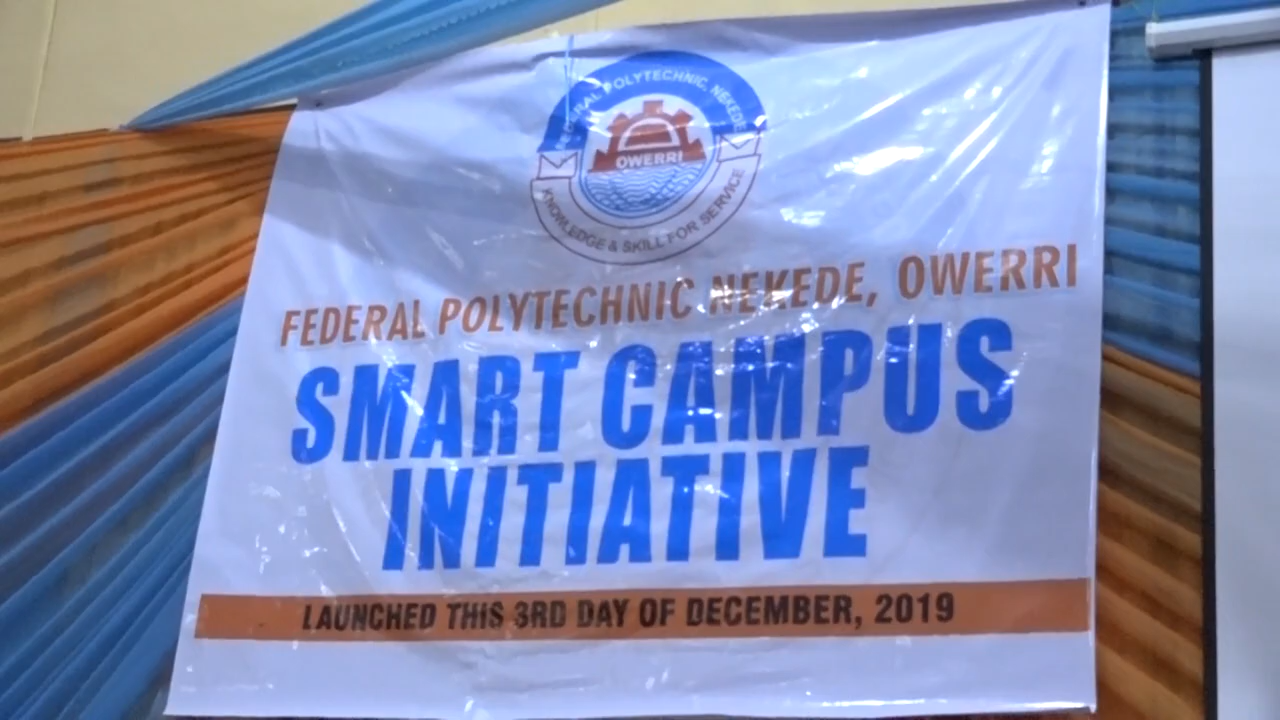 FEDERAL POLYTECHNIC, NEKEDE
OWERRI
KNOWLEDGE & SKILL FOR SERVICE
FEDERAL POLYTECHNIC NEKEDE, OWERRI
SMART CAMPUS
INITIATIVE
LAUNCHED THIS 3RD DAY OF DECEMBER, 2019